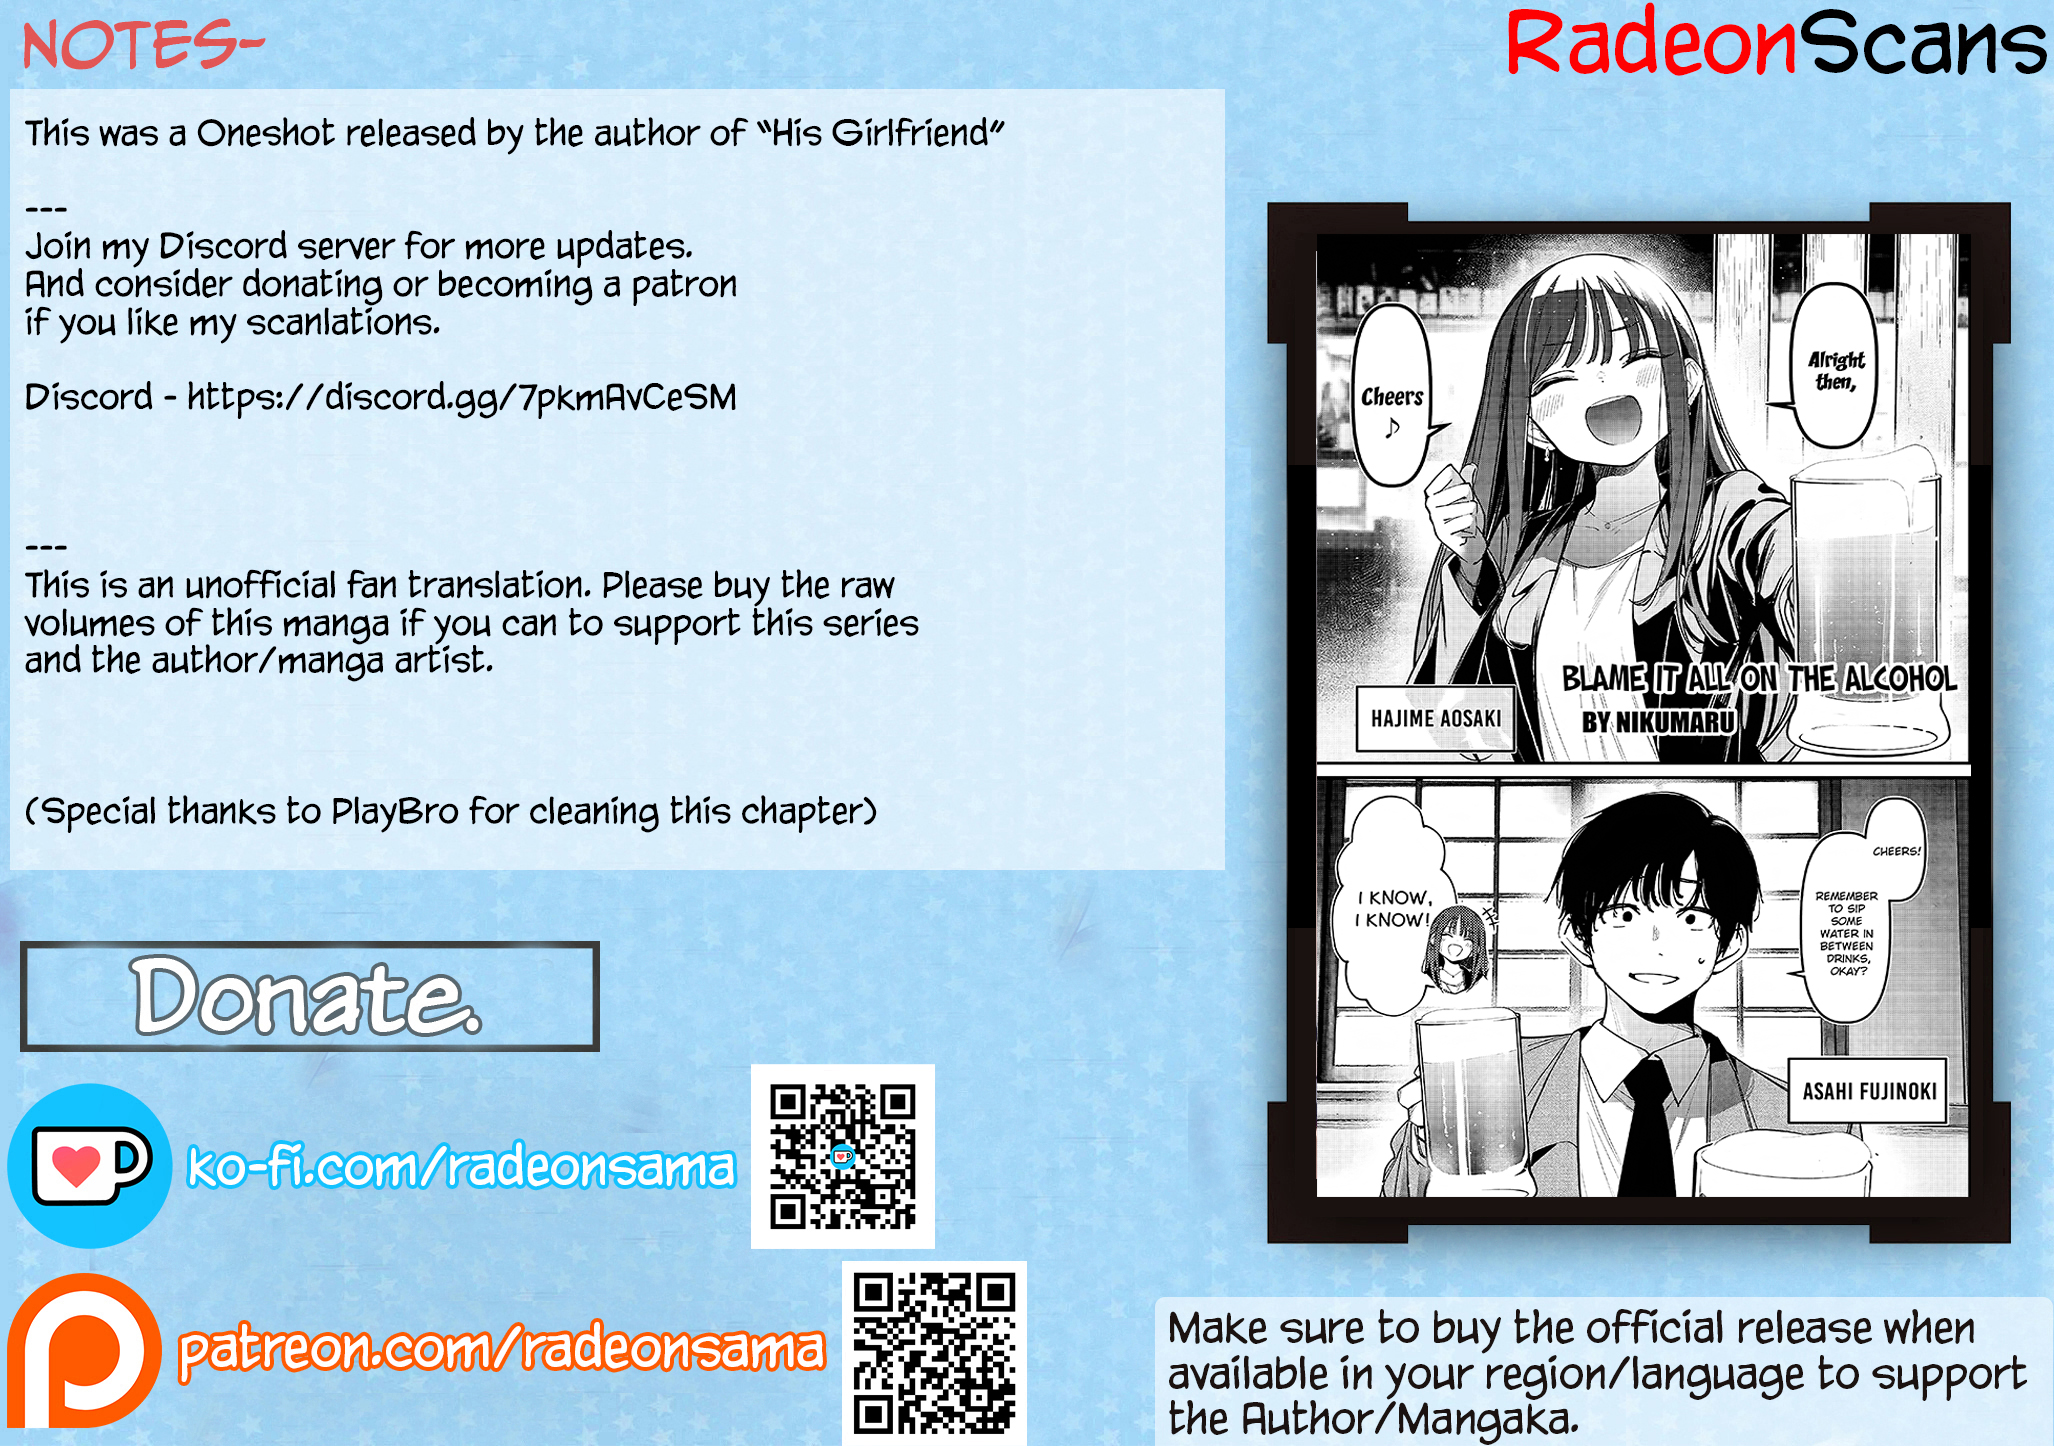 NOTES-
RadeonScans
This was a Oneshot released by the author of “His Girlfriend”
---
Join my Discord server for more updates.
And consider donating or becoming a patron
if you like my scanlations.
Discord - https://discord.gg/7pkmAvCeSM
---
This is an unofficial fan translation. Please buy the raw
volumes of this manga if you can to support this series
and the author/manga artist.
(Special thanks to PlayBro for cleaning this chapter)
Donate.
ko-fi.com/radeonsama
patreon.com/radeonsama
Alright
then,
Cheers
♪
BLAME IT ALL ON THE ALCOHOL
BY NIKUMARU
HAJIME AOSAKI
CHEERS!
REMEMBER
TO SIP
SOME
WATER IN
BETWEEN
DRINKS,
OKAY?
I KNOW,
I KNOW!
ASAHI FUJINOKI
Make sure to buy the official release when
available in your region/language to support
the Author/Mangaka.